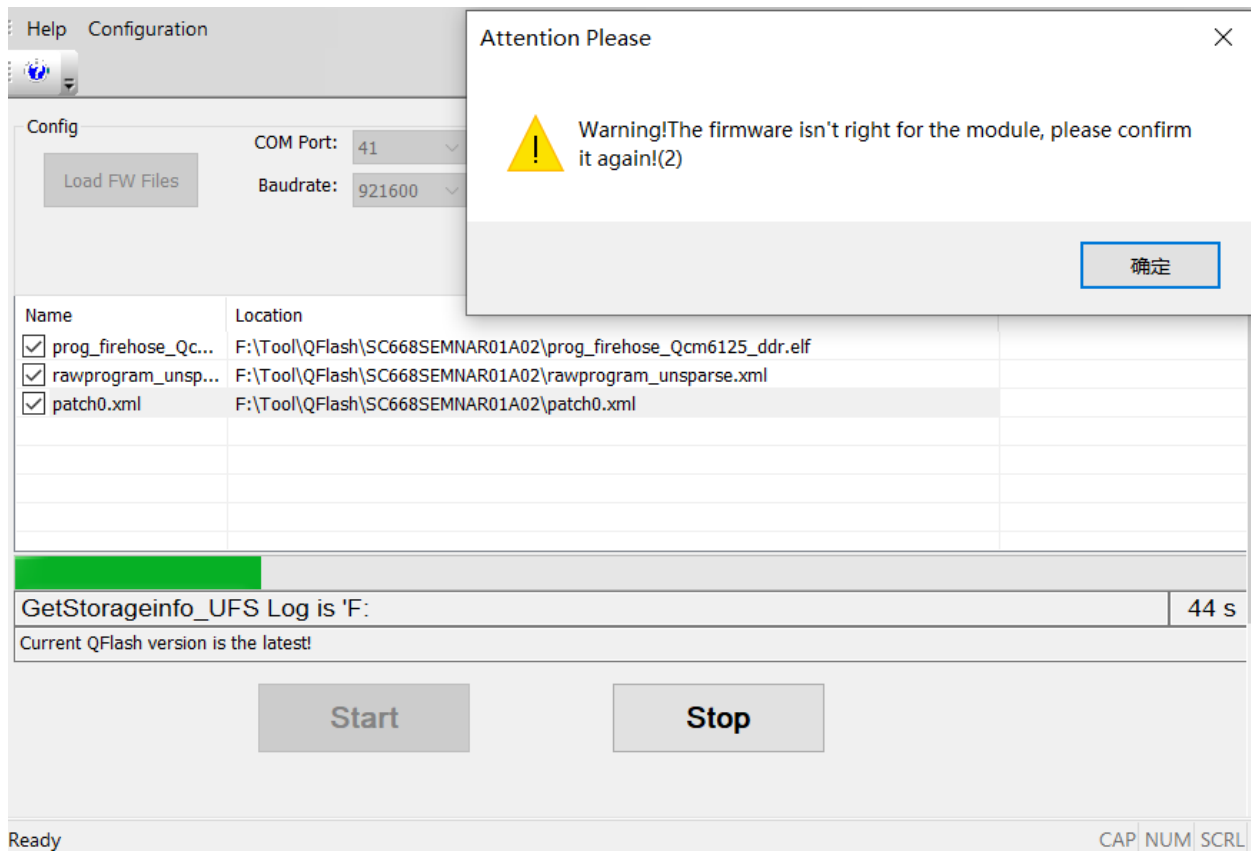 Help Configuration
Attention Please
Warning!The firmware isn't right for the module, please confirm
it again!(2)
确定
Config
Load FW Files
COM Port: 41
Baudrate: 921600
Name Location
prog_firehose_Qc... F:\Tool\QFlash\SC668SEMNAR01A02\prog_firehose_Qcm6125_ddr.elf
rawprogram_unsp... F:\Tool\QFlash\SC668SEMNAR01A02\rawprogram_unsparse.xml
patch0.xml F:\Tool\QFlash\SC668SEMNAR01A02\patch0.xml
GetStorageinfo_UFS Log is 'F: 44 s
Current QFlash version is the latest!
Start Stop
Ready CAP NUM SCRL